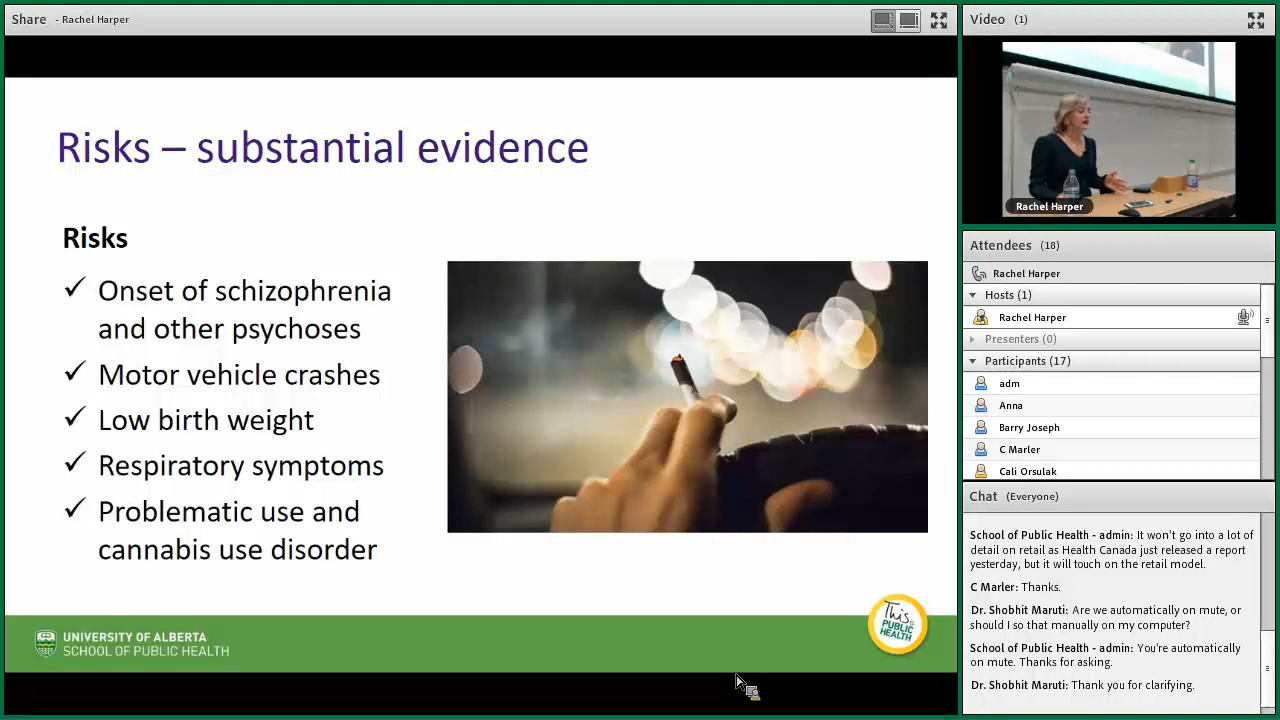 Share - Rachel Harper
Risks – substantial evidence
Risks
✓ Onset of schizophrenia
and other psychoses
✓ Motor vehicle crashes
✓ Low birth weight
✓ Respiratory symptoms
✓ Problematic use and
cannabis use disorder
UNIVERSITY OF ALBERTA
SCHOOL OF PUBLIC HEALTH
This
is
PUBLIC
HEALTH
Video (1)
Rachel Harper
Attendees (18)
Rachel Harper
Hosts (1)
Rachel Harper
Presenters (0)
Participants (17)
adm
Anna
Barry Joseph
C Marler
Cali Orsulak
Chat (Everyone)
School of Public Health - admin: It won't go into a lot of
detail on retail as Health Canada just released a report
yesterday, but it will touch on the retail model.
C Marler: Thanks.
Dr. Shobhit Maruti: Are we automatically on mute, or
should I so that manually on my computer?
School of Public Health - admin: You're automatically
on mute. Thanks for asking.
Dr. Shobhit Maruti: Thank you for clarifying.